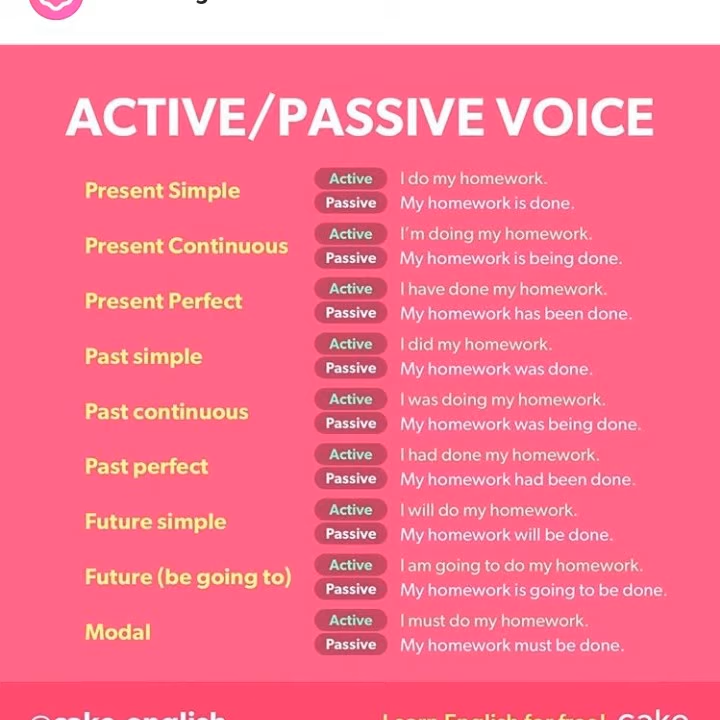 ACTIVE/PASSIVE VOICE
Present Simple
Active I do my homework.
Passive My homework is done.
Present Continuous
Active I'm doing my homework.
Passive My homework is being done.
Present Perfect
Active I have done my homework.
Passive My homework has been done.
Past simple
Active I did my homework.
Passive My homework was done.
Past continuous
Active I was doing my homework.
Passive My homework was being done.
Past perfect
Active I had done my homework.
Passive My homework had been done.
Future simple
Active I will do my homework.
Passive My homework will be done.
Future (be going to)
Active I am going to do my homework.
Passive My homework is going to be done.
Modal
Active I must do my homework.
Passive My homework must be done.
@cake_english Learn English for free! cake